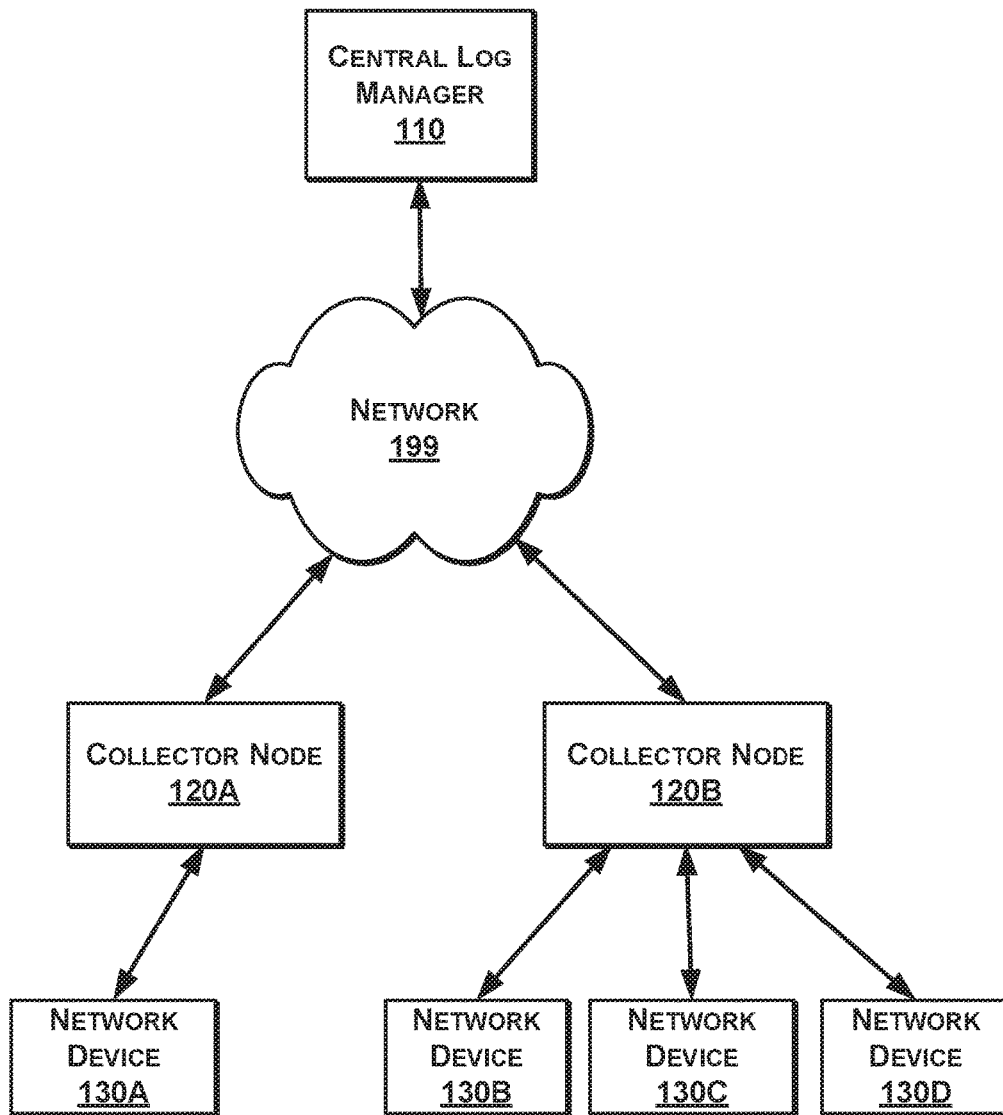 CENTRAL LOG
MANAGER
110
NETWORK
199
COLLECTOR NODE
120A
COLLECTOR NODE
120B
NETWORK
DEVICE
130A
NETWORK
DEVICE
130B
NETWORK
DEVICE
130C
NETWORK
DEVICE
130D